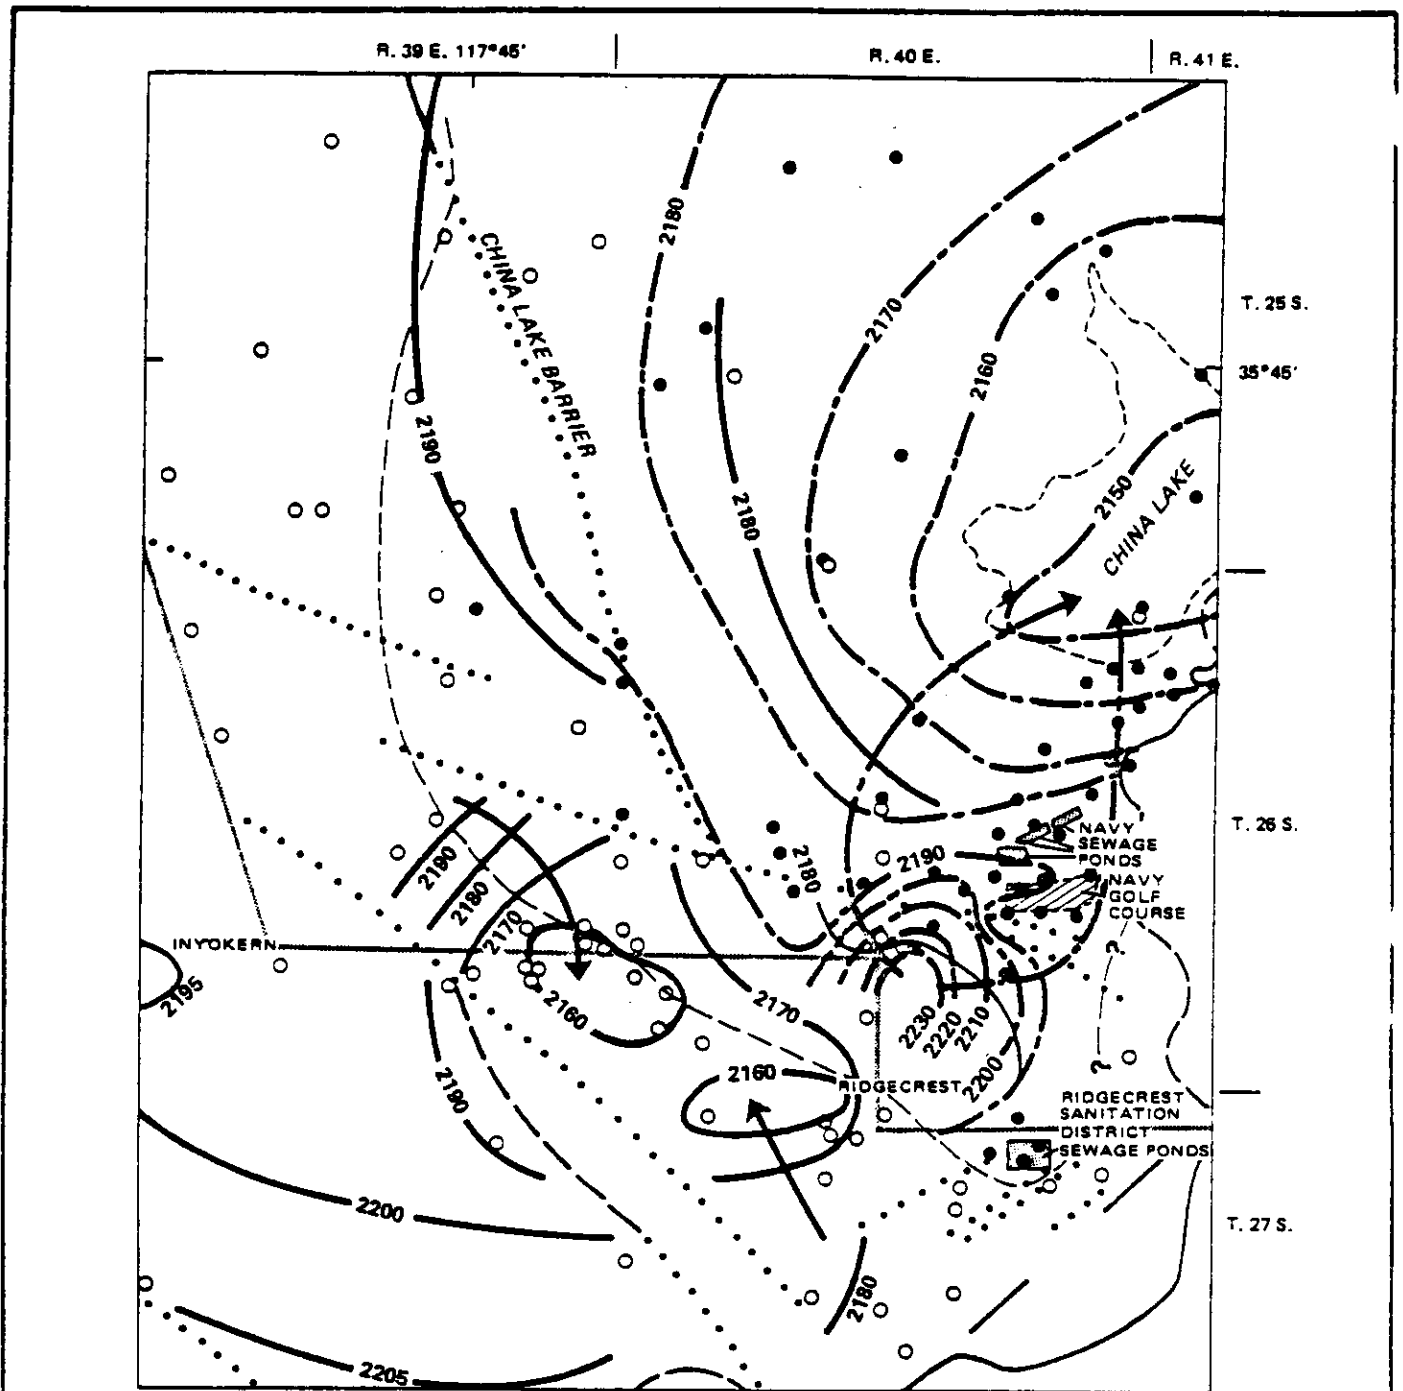 R. 39 E. 117°45'
R. 40 E.
R. 41 E.
2180
CHINA LAKE BARRIER
T. 25 S.
2170
2160
35°45'
2190
2150
CHINA LAKE
2180
NAVY
SEWAGE
PONDS
T. 26 S.
2190
2180
2190
NAVY
GOLF
COURSE
2180
2170
INYOKERN
?
2195
2160
2170
2230
2220
2210
2200
?
2160
RIDGECREST
2190
RIDGECREST
SANITATION
DISTRICT
SEWAGE PONDS
2200
T. 27 S.
2180
2205